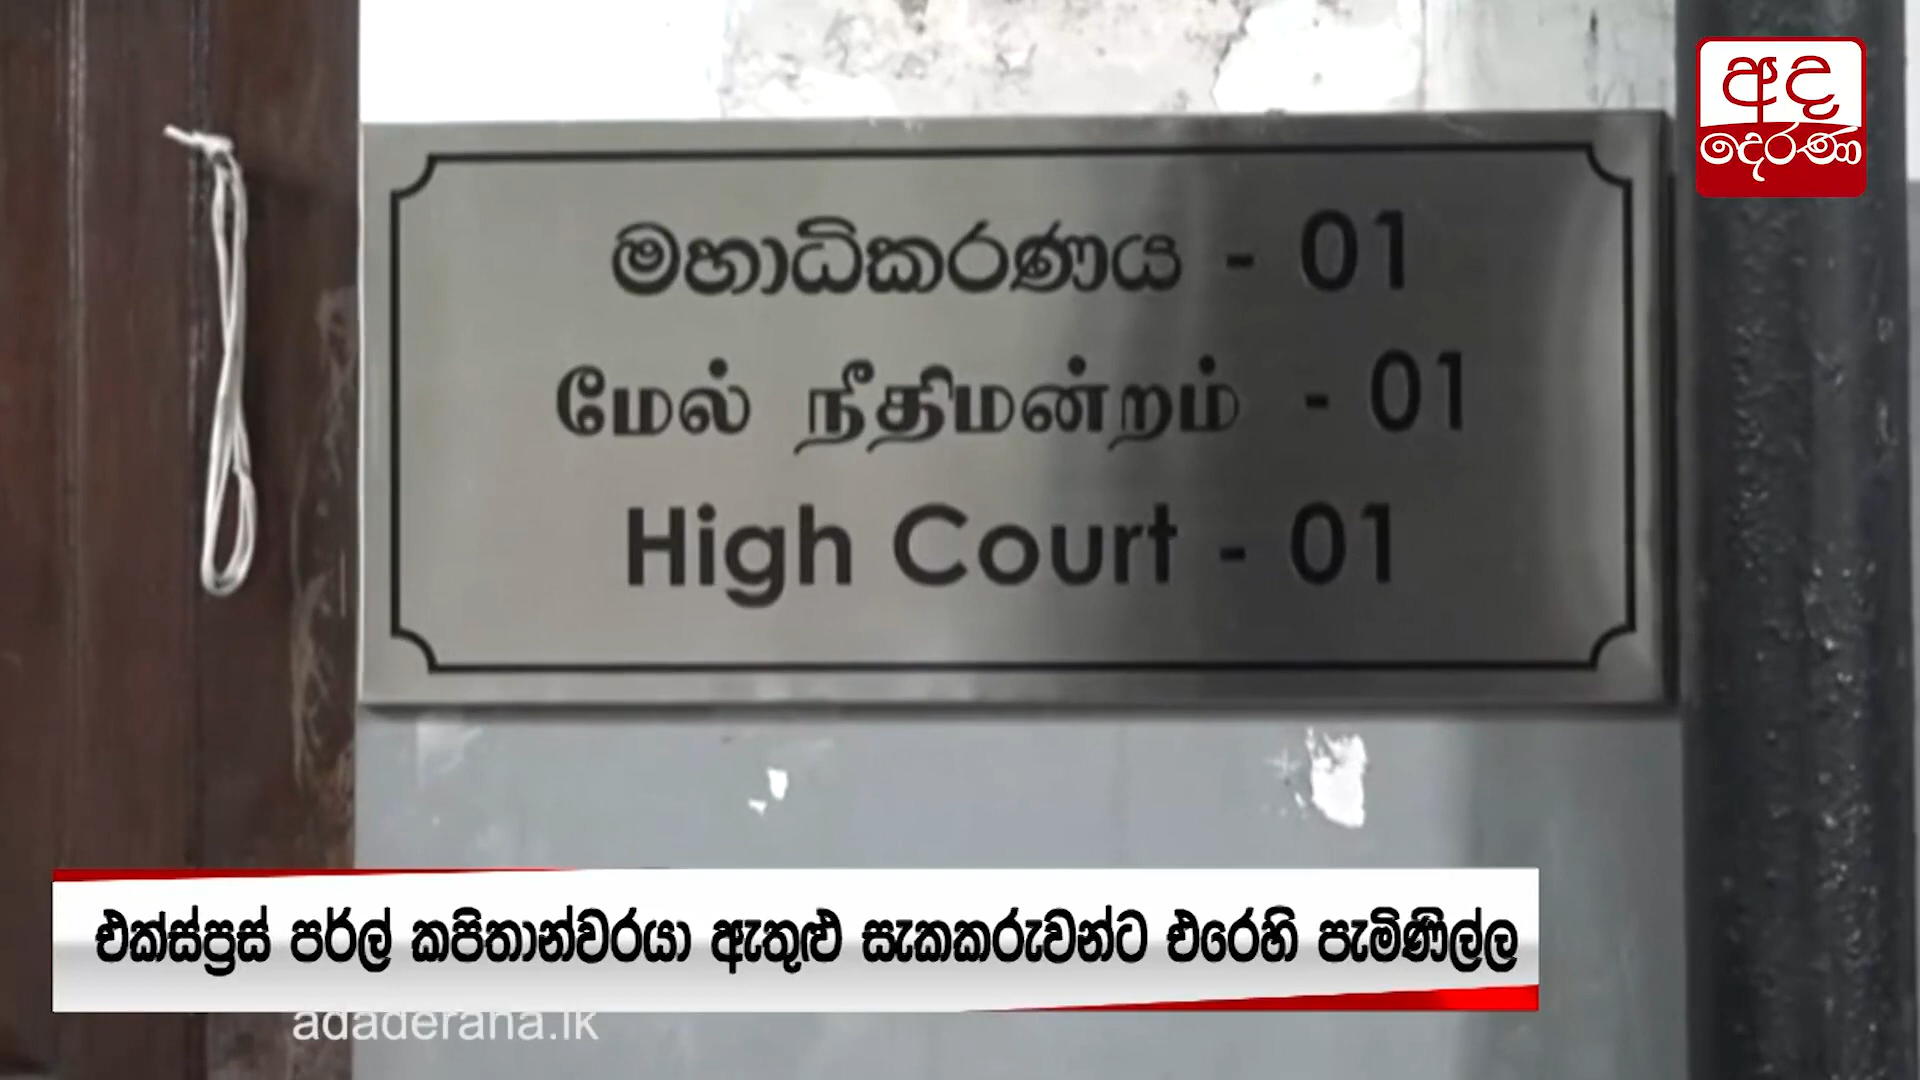 අද
දෙරණ
මහාධිකරණය - 01
மேல் நீதிமன்றம் - 01
High Court - 01
එක්ස්ප්‍රස් පර්ල් කපිතාන්වරයා ඇතුළු සැකකරුවන්ට එරෙහි පැමිණිල්ල
adaderana.lk